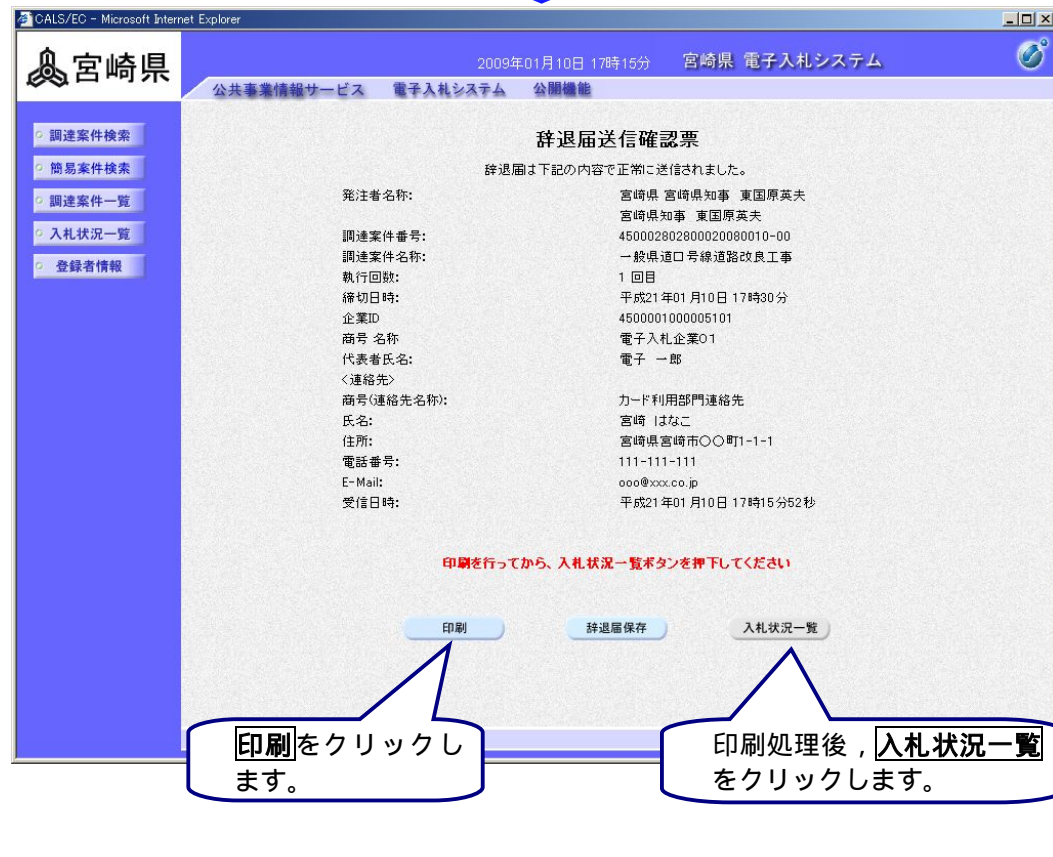 CALS/EC - Microsoft Internet Explorer
宮崎県
2009年01月10日 17時15分 宮崎県 電子入札システム
公共事業情報サービス 電子入札システム 公開機能
調達案件検索
簡易案件検索
調達案件一覧
入札状況一覧
登録者情報
辞退届送信確認票
辞退届は下記の内容で正常に送信されました。
発注者名称: 宮崎県 宮崎県知事 東国原英夫
宮崎県知事 東国原英夫
調達案件番号: 450002802800020080010-00
調達案件名称: 一般県道口号線道路改良工事
執行回数: 1 回目
締切日時: 平成21年01月10日 17時30分
企業ID 4500001000005101
商号 名称 電子入札企業01
代表者氏名: 電子 一郎
<連絡先>
商号(連絡先名称): カード利用部門連絡先
氏名: 宮崎 はなこ
住所: 宮崎県宮崎市〇〇町1-1-1
電話番号: 111-111-111
E-Mail: ooo@xxx.co.jp
受信日時: 平成21年01月10日 17時15分52秒
印刷を行ってから、入札状況一覧ボタンを押下してください
印刷 辞退届保存 入札状況一覧
印刷をクリックし
ます。
印刷処理後，入札状況一覧
をクリックします。